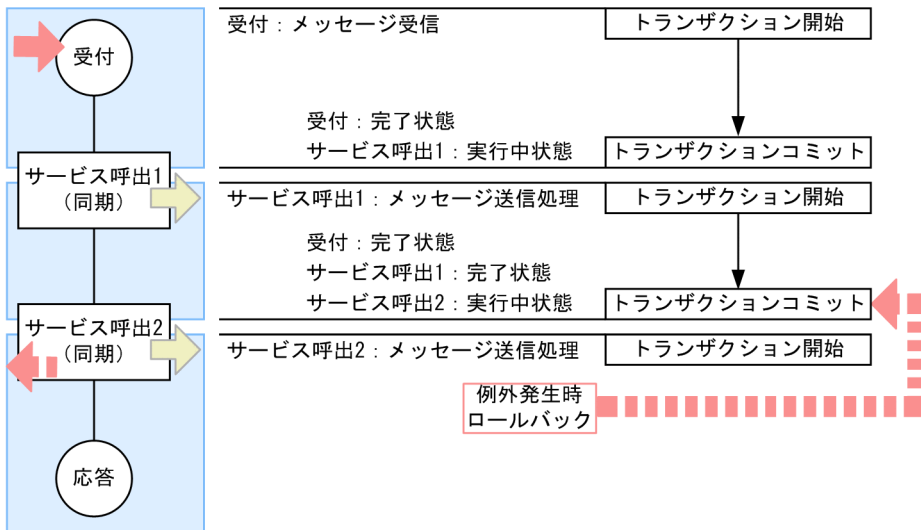 受付
サービス呼出1
（同期）
サービス呼出2
（同期）
応答
受付：メッセージ受信
トランザクション開始
受付：完了状態
サービス呼出1：実行中状態
トランザクションコミット
サービス呼出1：メッセージ送信処理
トランザクション開始
受付：完了状態
サービス呼出1：完了状態
サービス呼出2：実行中状態
トランザクションコミット
サービス呼出2：メッセージ送信処理
トランザクション開始
例外発生時
ロールバック